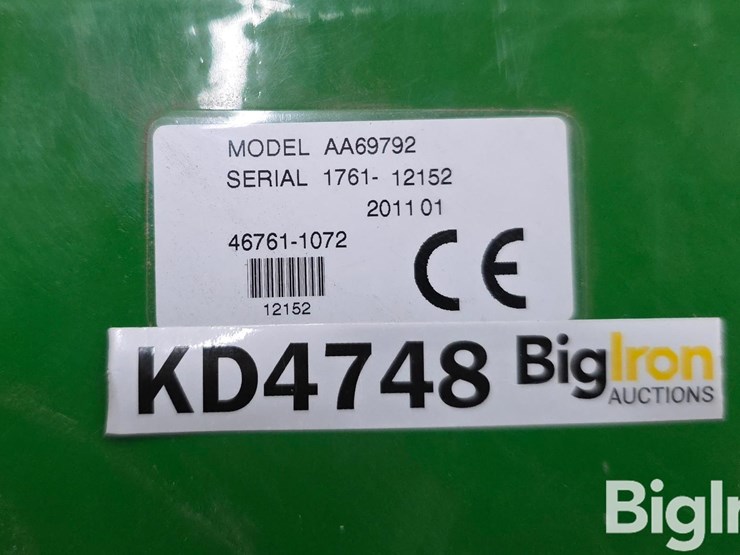 MODEL AA69792
SERIAL 1761- 12152
2011 01
46761-1072
CE
12152
KD4748 BigIron
AUCTIONS
BigIr